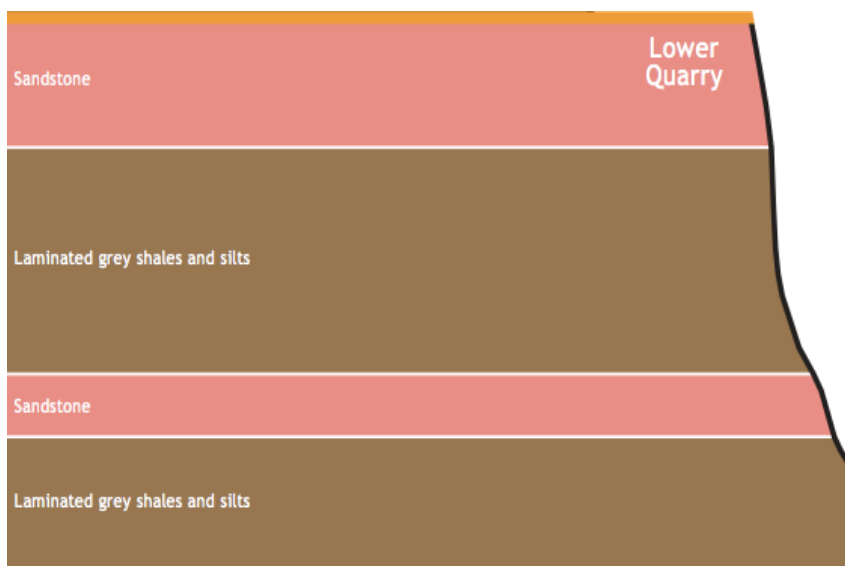 Lower
Quarry
Sandstone
Laminated grey shales and silts
Sandstone
Laminated grey shales and silts